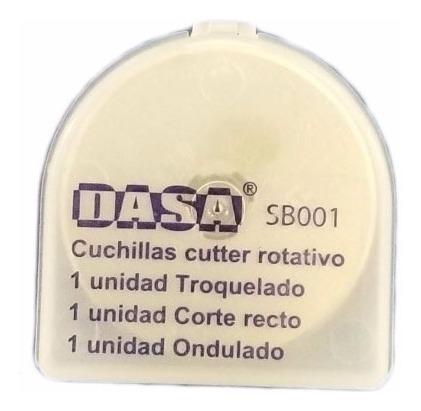 DASA® SB001
Cuchillas cutter rotativo
1 unidad Troquelado
1 unidad Corte recto
1 unidad Ondulado